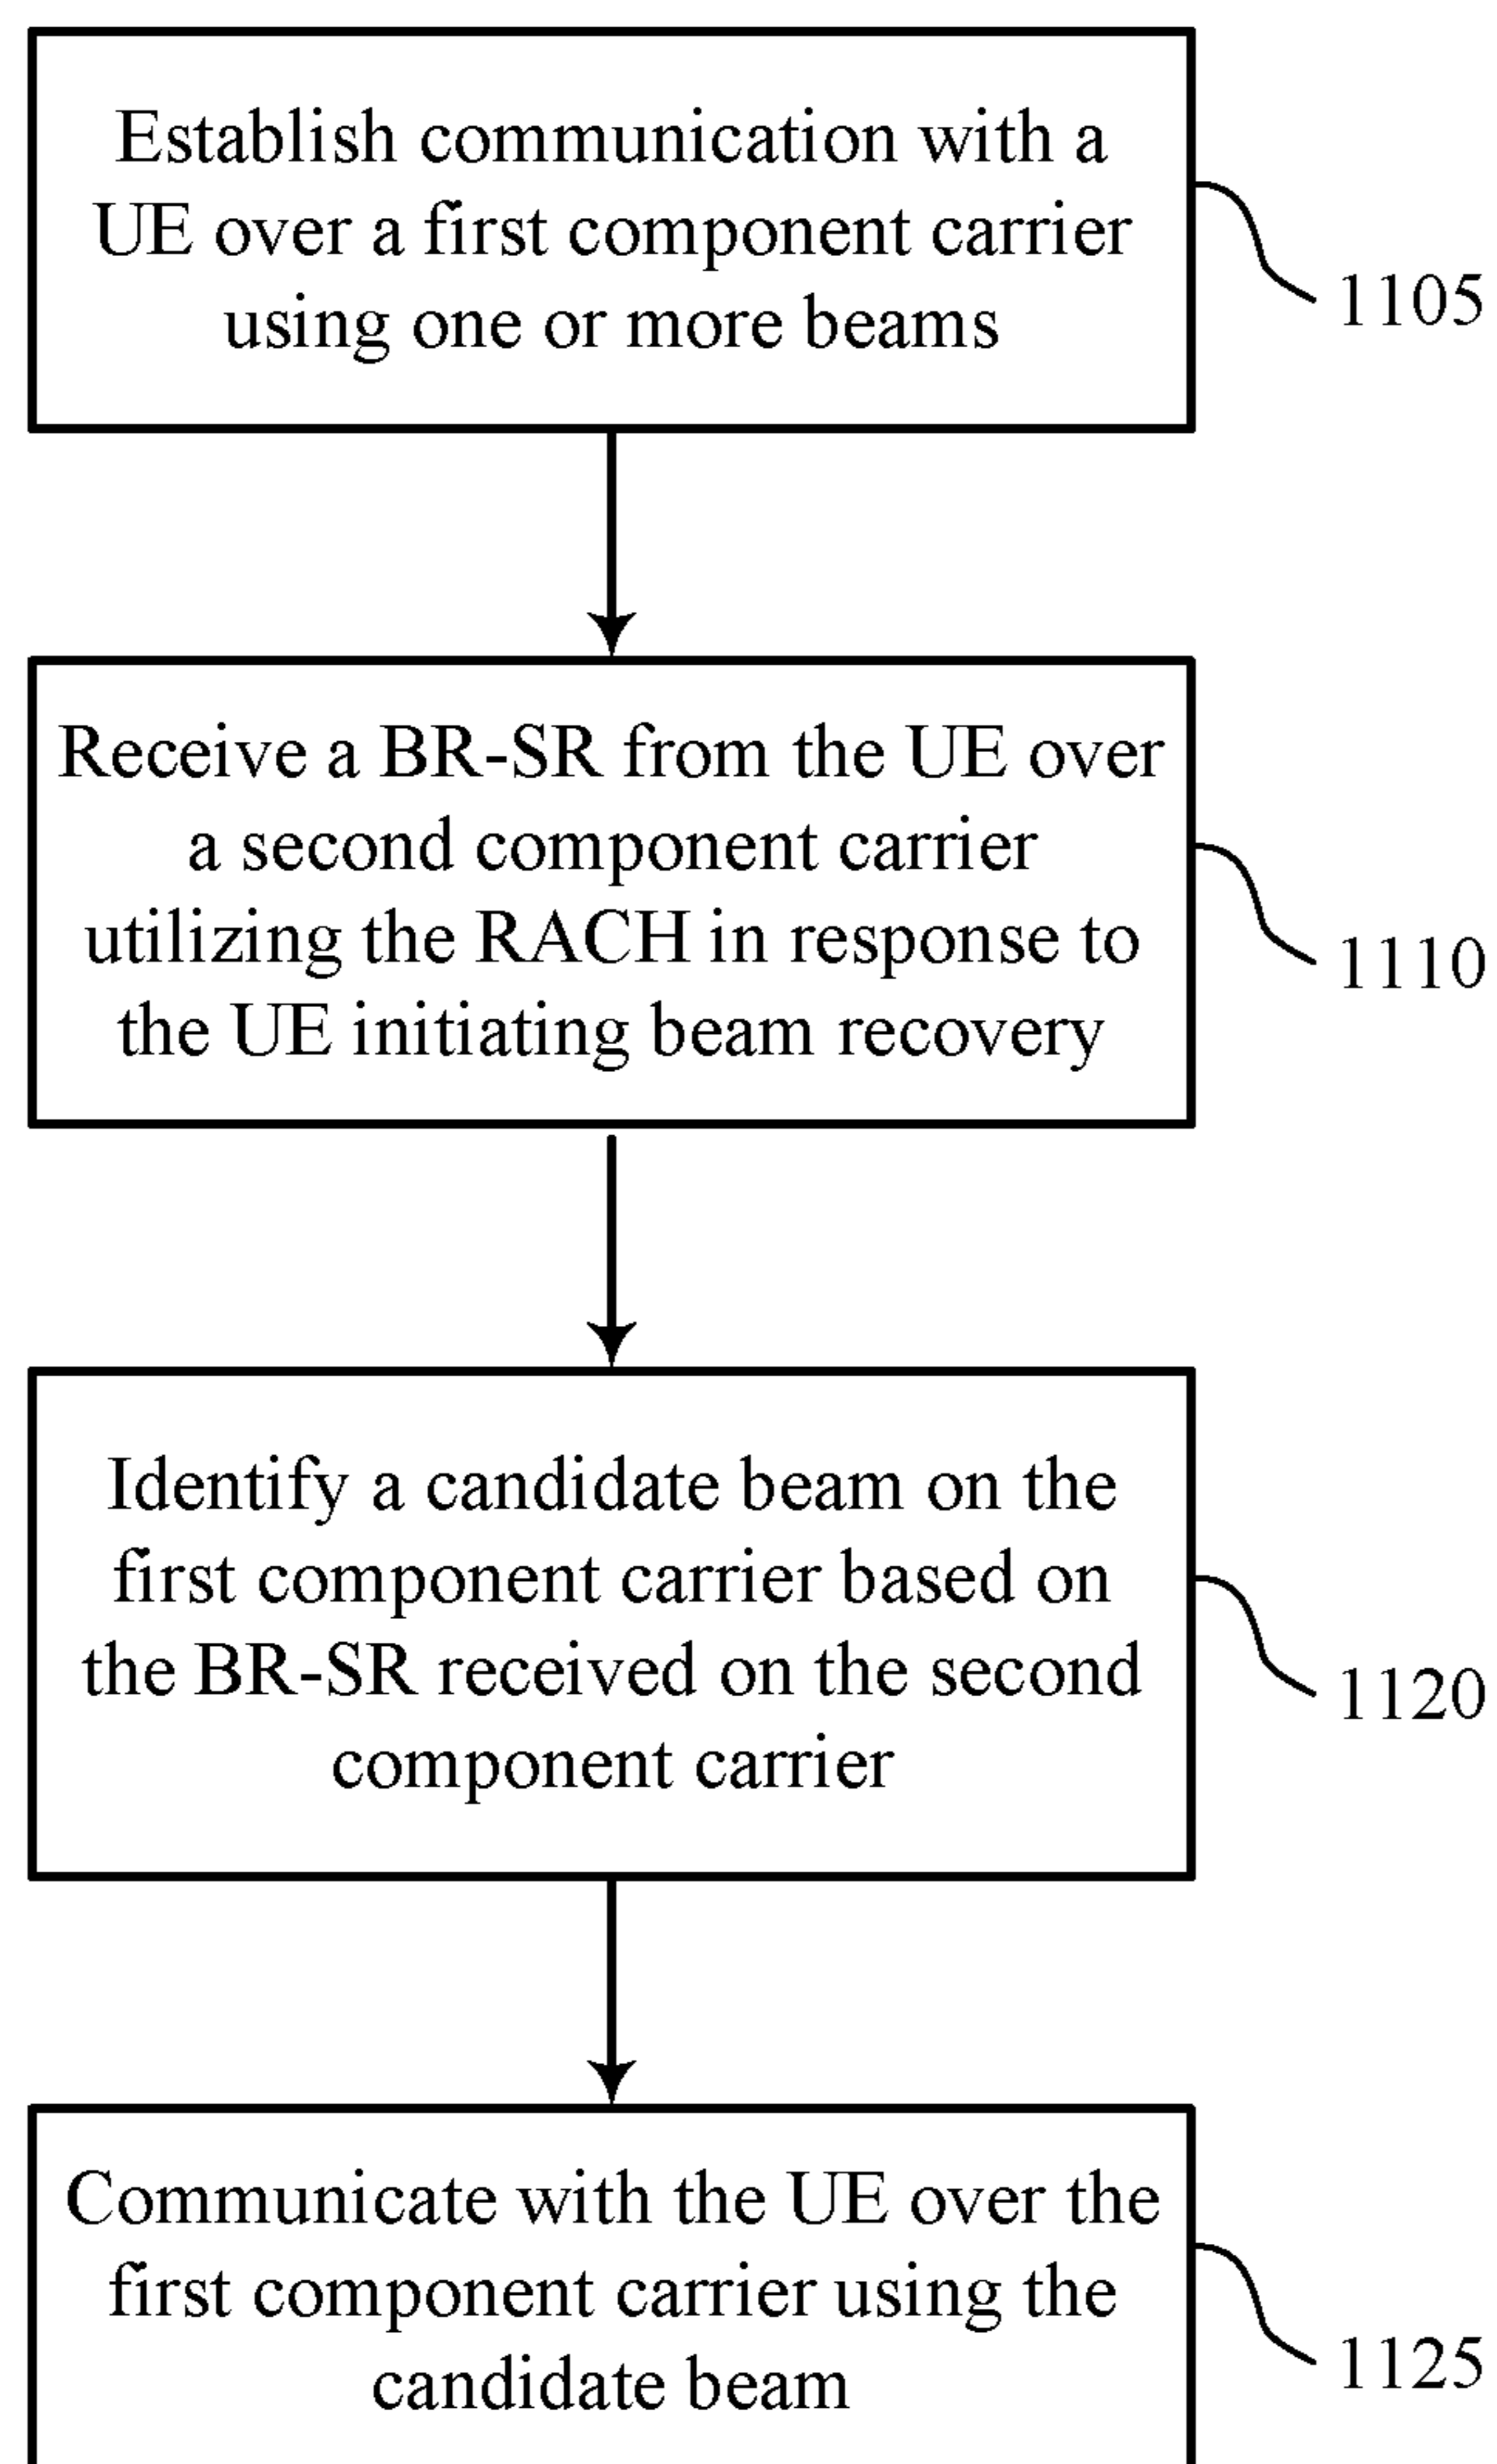 Establish communication with a
UE over a first component carrier
using one or more beams
1105
Receive a BR-SR from the UE over
a second component carrier
utilizing the RACH in response to
the UE initiating beam recovery
1110
Identify a candidate beam on the
first component carrier based on
the BR-SR received on the second
component carrier
1120
Communicate with the UE over the
first component carrier using the
candidate beam
1125